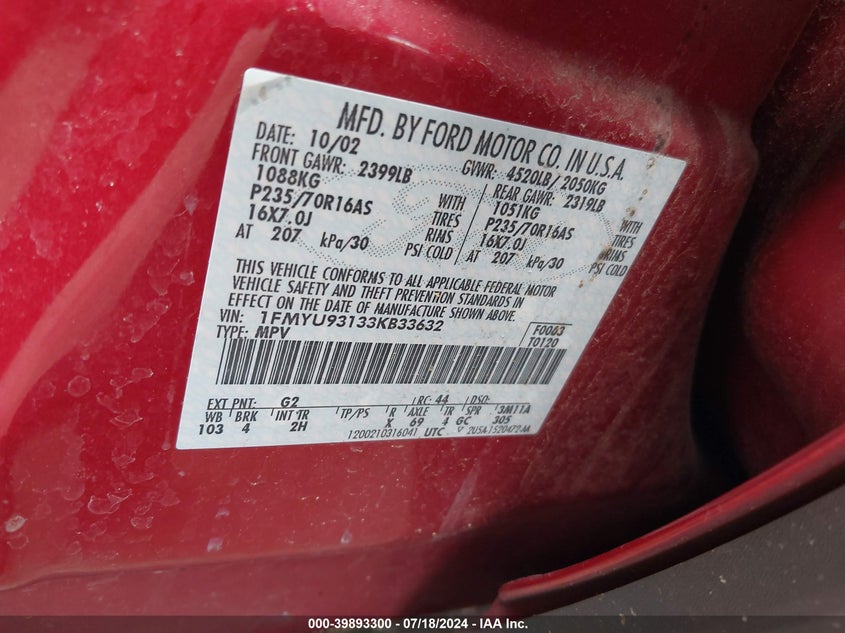 MFD. BY FORD MOTOR CO. IN U.S.A.
DATE: 10/02 GVWR: 4520LB/2050KG
FRONT GAWR: 2399LB REAR GAWR: 2319LB
1088KG WITH 1051KG WITH
P235/70R16AS TIRES P235/70R16AS TIRES
16X7.0J RIMS 16X7.0J RIMS
AT 207 kPa/30 PSI COLD AT 207 kPa/30 PSI COLD
THIS VEHICLE CONFORMS TO ALL APPLICABLE FEDERAL MOTOR
VEHICLE SAFETY AND THEFT PREVENTION STANDARDS IN
EFFECT ON THE DATE OF MANUFACTURE SHOWN ABOVE.
VIN: 1FMYU93133KB33632 F0063
TYPE: MPV T0120
EXT PNT: G2 RC: 44 DSO:
WB BRK INT TR TP/PS R AXLE TR SPR 3M11A
103 4 2H X 69 4 GC 305
1200210316041 UTC
000-39893300 - 07/18/2024 - IAA Inc.